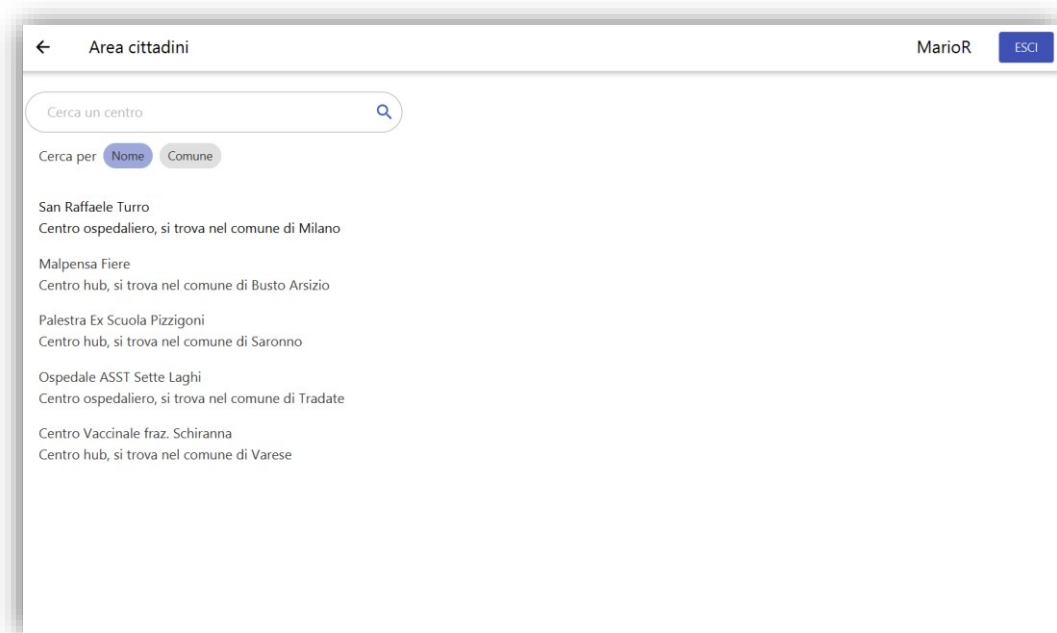 Area cittadini
MarioR
ESCI
Cerca un centro
Cerca per Nome Comune
San Raffaele Turro
Centro ospedaliero, si trova nel comune di Milano
Malpensa Fiere
Centro hub, si trova nel comune di Busto Arsizio
Palestra Ex Scuola Pizzigoni
Centro hub, si trova nel comune di Saronno
Ospedale ASST Sette Laghi
Centro ospedaliero, si trova nel comune di Tradate
Centro Vaccinale fraz. Schiranna
Centro hub, si trova nel comune di Varese